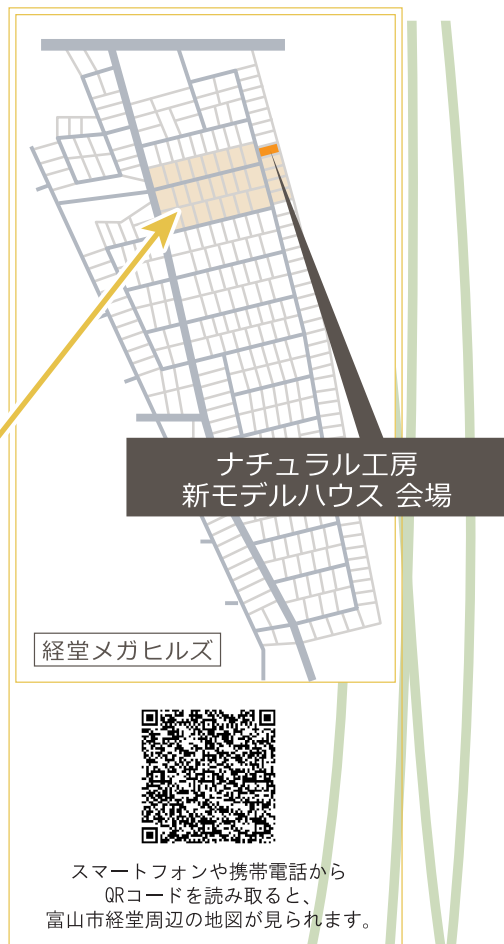 ナチュラル工房
新モデルハウス 会場
経堂メガヒルズ
スマートフォンや携帯電話から
QRコードを読み取ると、
富山市経堂周辺の地図が見られます。